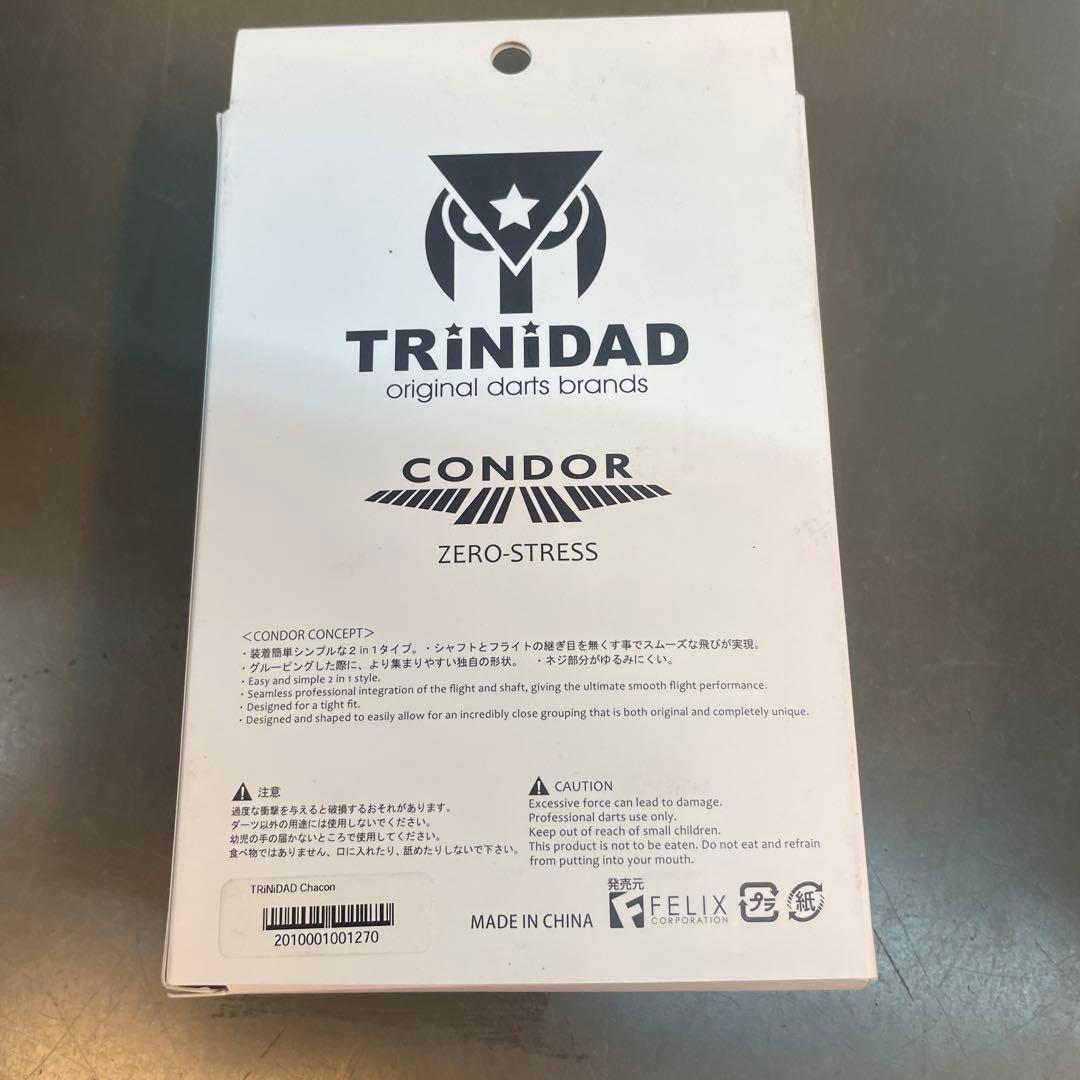 TRiNiDAD
original darts brands
CONDOR
ZERO-STRESS
＜CONDOR CONCEPT＞
・装着簡単シンプルな２in１タイプ。・シャフトとフライトの継ぎ目を無くす事でスムーズな飛びが実現。
・グルーピングした際に、より集まりやすい独自の形状。 ・ネジ部分がゆるみにくい。
・Easy and simple 2 in 1 style.
・Seamless professional integration of the flight and shaft, giving the ultimate smooth flight performance.
・Designed for a tight fit.
・Designed and shaped to easily allow for an incredibly close grouping that is both original and completely unique.
注意
過度な衝撃を与えると破損するおそれがあります。
ダーツ以外の用途には使用しないでください。
幼児の手の届かないところで使用してください。
食べ物ではありません、口に入れたり、舐めたりしないで下さい。
CAUTION
Excessive force can lead to damage.
Professional darts use only.
Keep out of reach of small children.
This product is not to be eaten. Do not eat and refrain
from putting into your mouth.
TRiNiDAD Chacon
2010001001270
MADE IN CHINA
発売元
FELIX
CORPORATION
プラ
紙